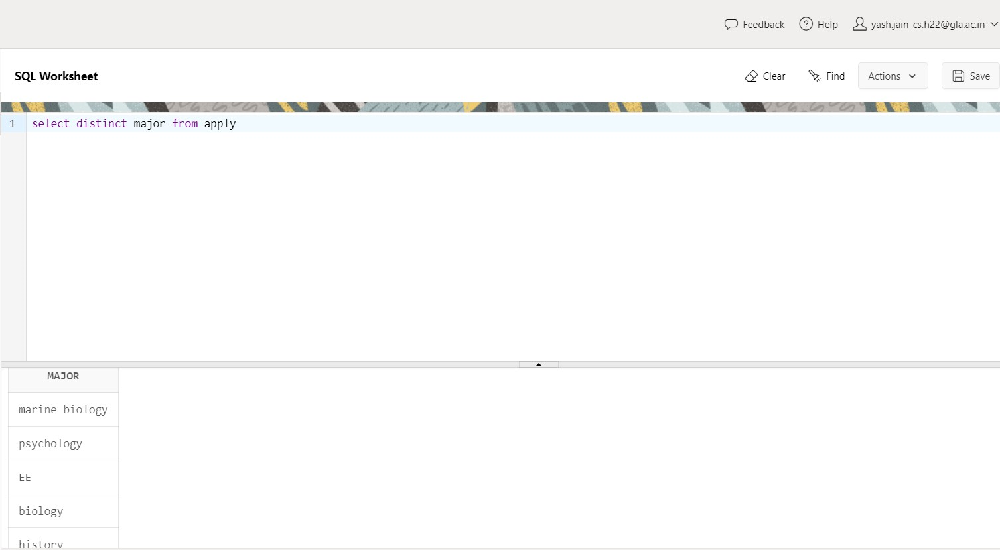 Feedback Help yash.jain_cs.h22@gla.ac.in
SQL Worksheet Clear Find Actions Save
1 select distinct major from apply
MAJOR
marine biology
psychology
EE
biology
history